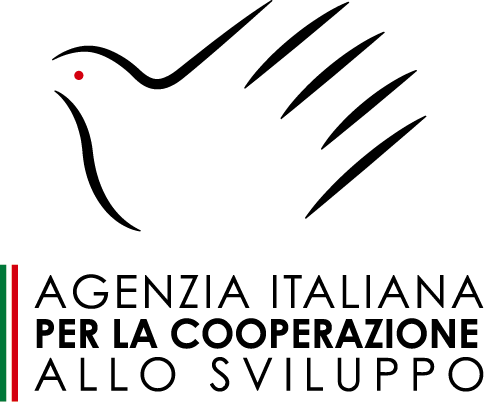 AGENZIA ITALIANA
PER LA COOPERAZIONE
ALLO SVILUPPO